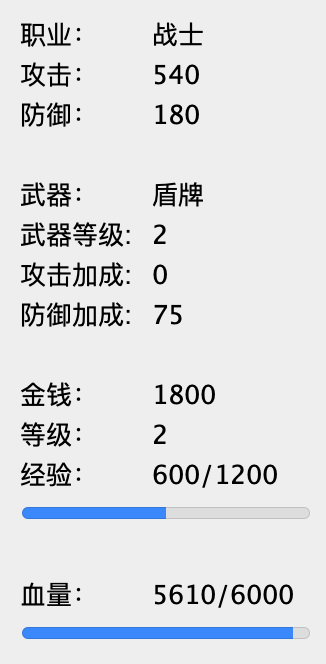 职业： 战士
攻击： 540
防御： 180
武器： 盾牌
武器等级： 2
攻击加成： 0
防御加成： 75
金钱： 1800
等级： 2
经验： 600/1200
血量： 5610/6000